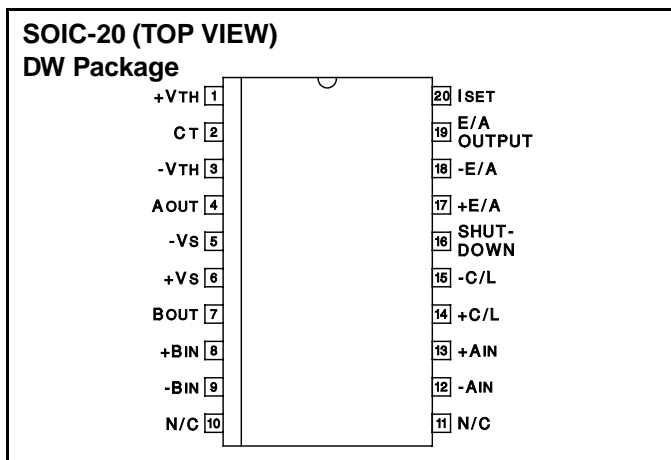 SOIC-20 (TOP VIEW)
DW Package
+VTH 1
CT 2
-VTH 3
AOUT 4
-VS 5
+VS 6
BOUT 7
+BIN 8
-BIN 9
N/C 10
20 ISET
19 E/A
OUTPUT
18 -E/A
17 +E/A
16 SHUT-
DOWN
15 -C/L
14 +C/L
13 +AIN
12 -AIN
11 N/C